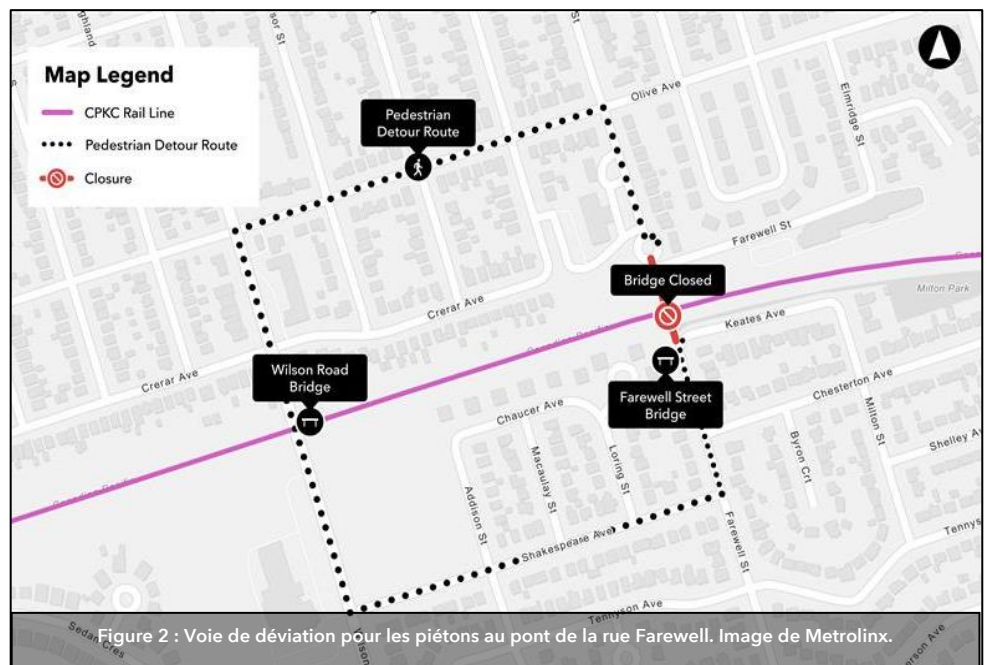 Map Legend
CPKC Rail Line
Pedestrian Detour Route
Closure
Pedestrian
Detour Route
Olive Ave
Elmridge St
Farewell St
Bridge Closed
Milton Park
Keates Ave
Crerar Ave
Crerar Ave
Wilson Road
Bridge
Farewell Street
Bridge
Chesterton Ave
Chaucer Ave
Milton St
Macaulay St
Loring St
Byron Crt
Shelley
Addison St
Shakespeare Ave
Farewell St
Tennyson Ave
Sedan Cres
Figure 2 : Voie de déviation pour les piétons au pont de la rue Farewell. Image de Metrolinx.